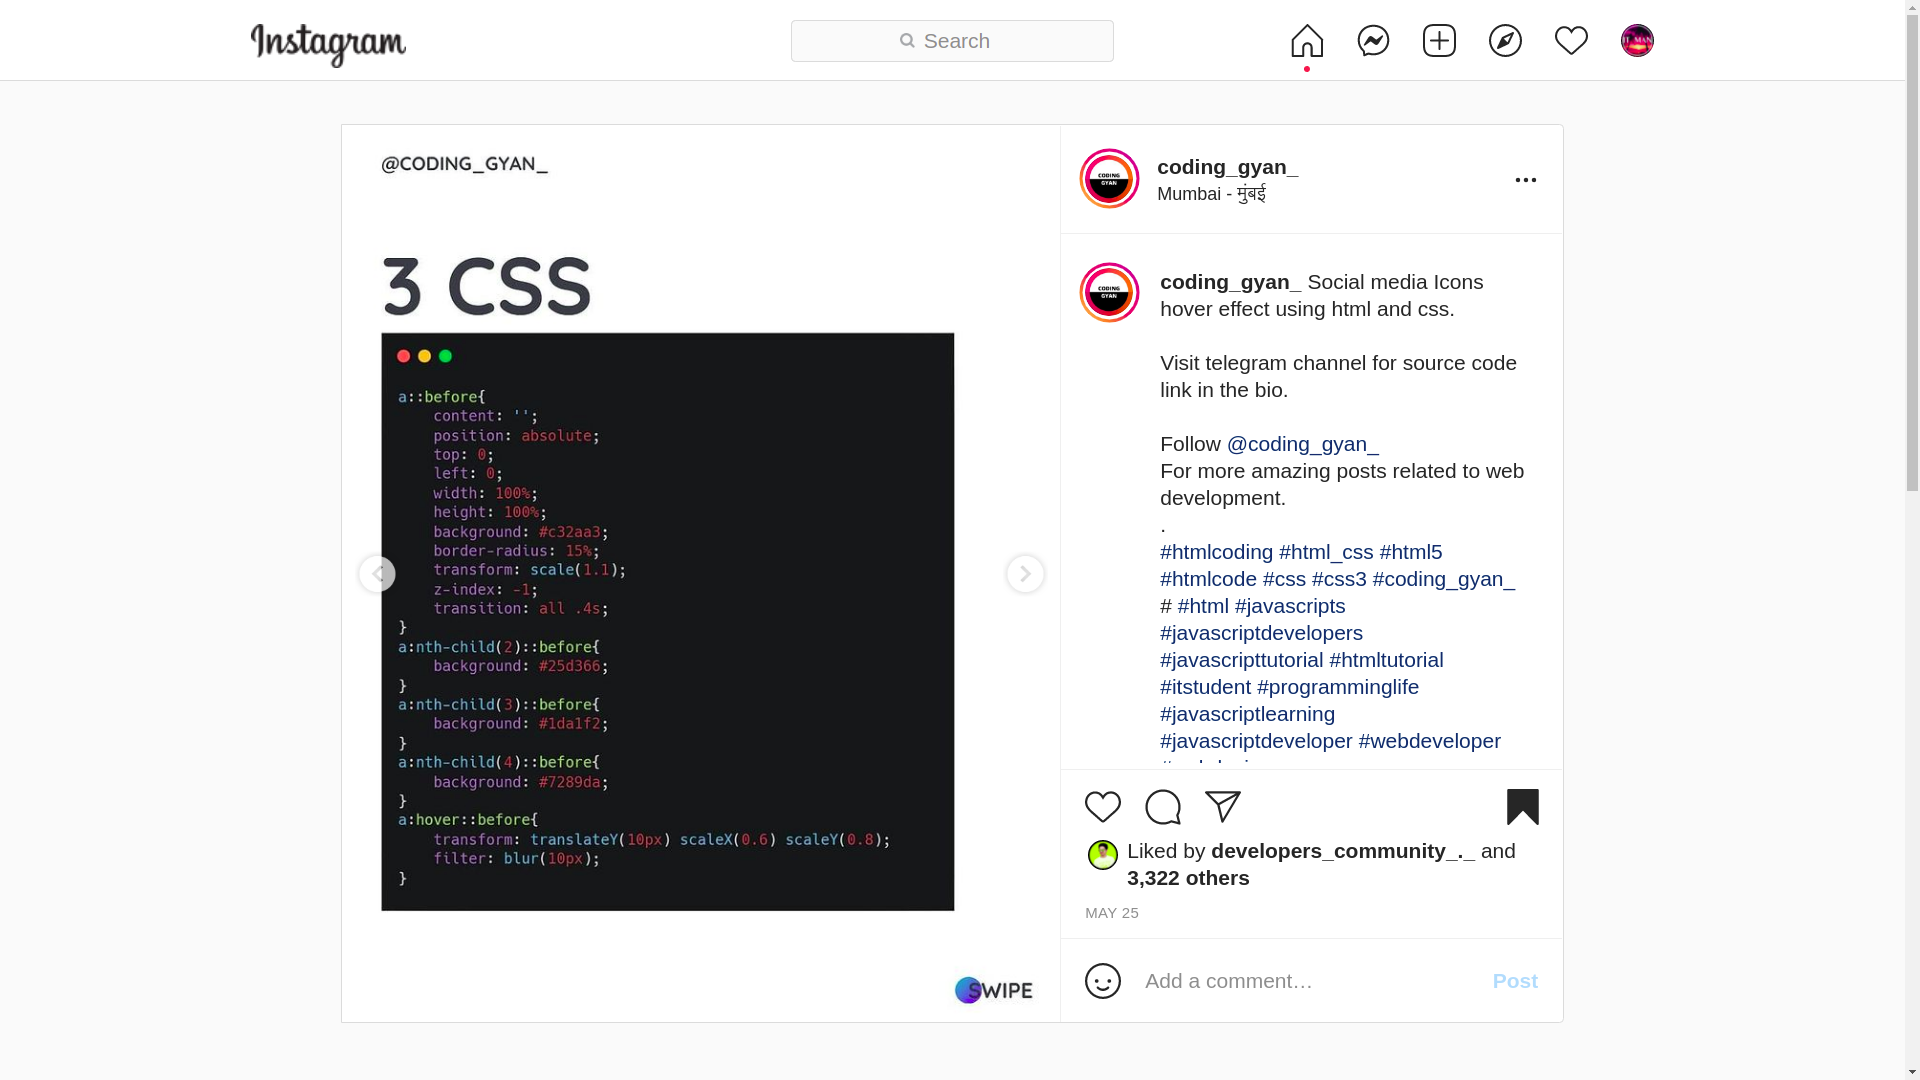 Instagram
Search
@CODING_GYAN_
3 CSS
a::before{
    content: '';
    position: absolute;
    top: 0;
    left: 0;
    width: 100%;
    height: 100%;
    background: #c32aa3;
    border-radius: 15%;
    transform: scale(1.1);
    z-index: -1;
    transition: all .4s;
}
a:nth-child(2)::before{
    background: #25d366;
}
a:nth-child(3)::before{
    background: #1da1f2;
}
a:nth-child(4)::before{
    background: #7289da;
}
a:hover::before{
    transform: translateY(10px) scaleX(0.6) scaleY(0.8);
    filter: blur(10px);
}
SWIPE
CODING
GYAN
coding_gyan_
Mumbai - मुंबई
CODING
GYAN
coding_gyan_ Social media Icons
hover effect using html and css.
Visit telegram channel for source code
link in the bio.
Follow @coding_gyan_
For more amazing posts related to web
development.
.
#htmlcoding #html_css #html5
#htmlcode #css #css3 #coding_gyan_
# #html #javascripts
#javascriptdevelopers
#javascripttutorial #htmltutorial
#itstudent #programminglife
#javascriptlearning
#javascriptdeveloper #webdeveloper
Liked by developers_community_._ and
3,322 others
MAY 25
Add a comment…
Post